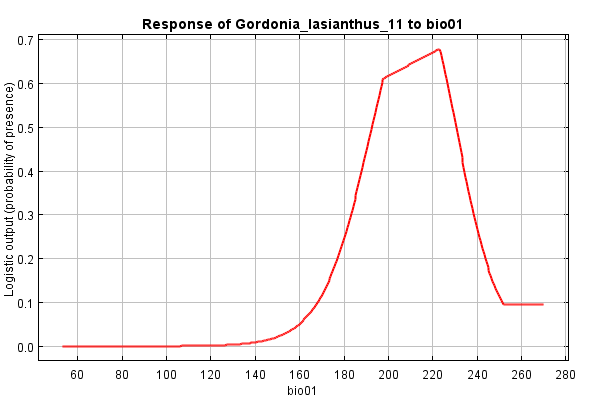 Response of Gordonia_lasianthus_11 to bio01
Logistic output (probability of presence)
0.7
0.6
0.5
0.4
0.3
0.2
0.1
0.0
60 80 100 120 140 160 180 200 220 240 260 280
bio01